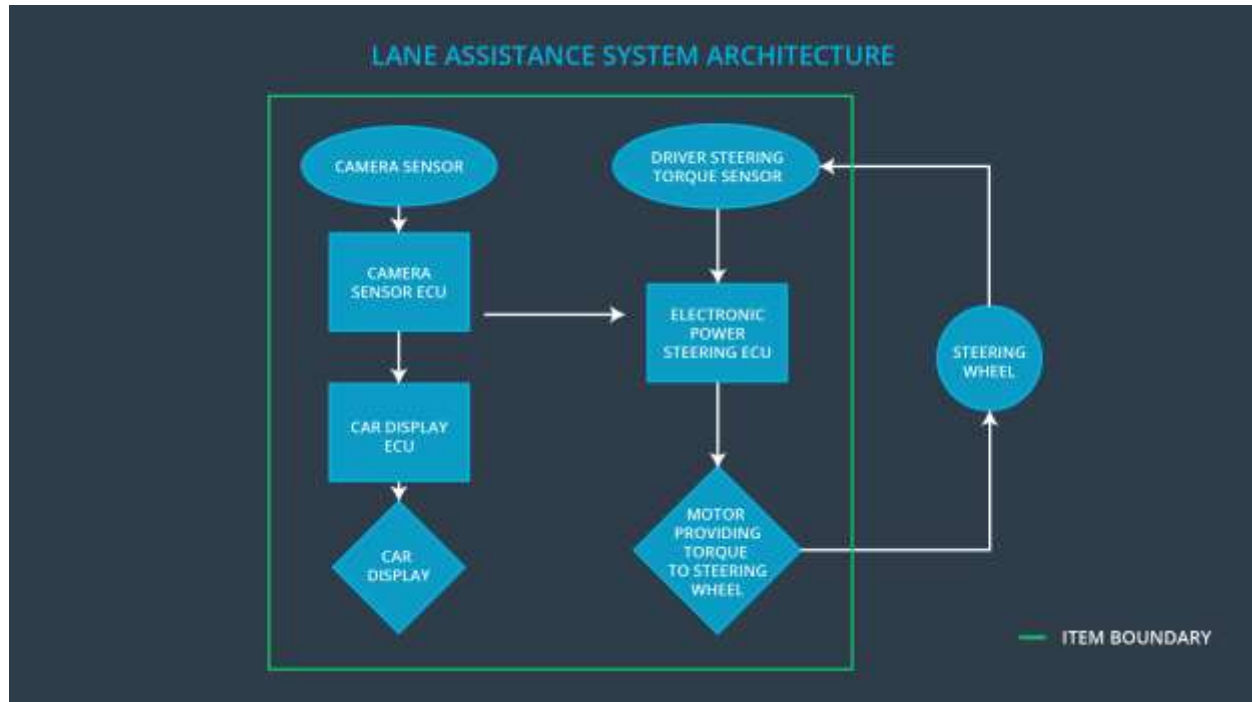 LANE ASSISTANCE SYSTEM ARCHITECTURE
CAMERA SENSOR
DRIVER STEERING
TORQUE SENSOR
CAMERA
SENSOR ECU
ELECTRONIC
POWER
STEERING ECU
STEERING
WHEEL
CAR DISPLAY
ECU
MOTOR
PROVIDING
TORQUE
TO STEERING
WHEEL
CAR
DISPLAY
ITEM BOUNDARY